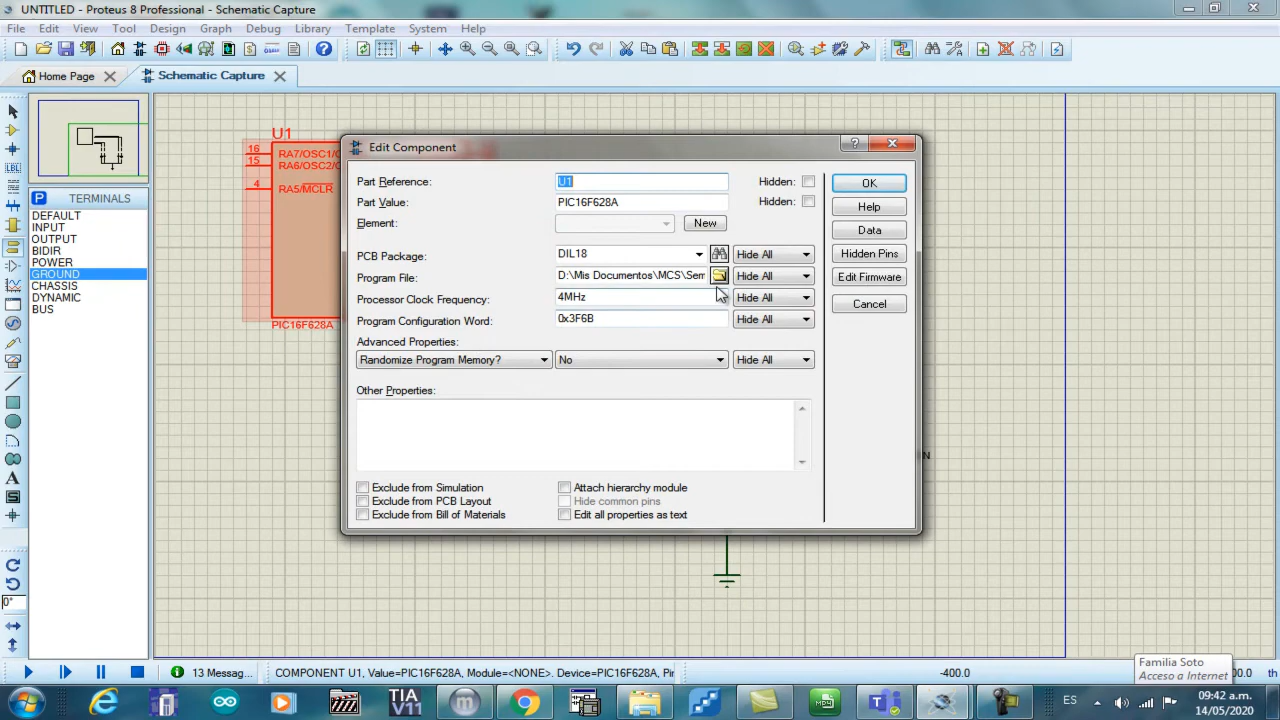 UNTITLED - Proteus 8 Professional - Schematic Capture
File Edit View Tool Design Graph Debug Library Template System Help
Home Page Schematic Capture
U1
16 RA7/OSC1/
15 RA6/OSC2/
4 RA5/MCLR
PIC16F628A
P TERMINALS
DEFAULT
INPUT
OUTPUT
BIDIR
POWER
GROUND
CHASSIS
DYNAMIC
BUS
0°
Edit Component
Part Reference: U1 Hidden: OK
Part Value: PIC16F628A Hidden: Help
Element: New Data
PCB Package: DIL18 Hide All Hidden Pins
Program File: D:\Mis Documentos\MCS\Sem Hide All Edit Firmware
Processor Clock Frequency: 4MHz Hide All Cancel
Program Configuration Word: 0x3F6B Hide All
Advanced Properties:
Randomize Program Memory? No Hide All
Other Properties:
Exclude from Simulation Attach hierarchy module
Exclude from PCB Layout Hide common pins
Exclude from Bill of Materials Edit all properties as text
N
13 Messag... COMPONENT U1, Value=PIC16F628A, Module=<NONE>. Device=PIC16F628A, Pi -400.0 00.0 th
Familia Soto
Acceso a Internet
TIA V11
MP4
ES
09:42 a.m.
14/05/2020